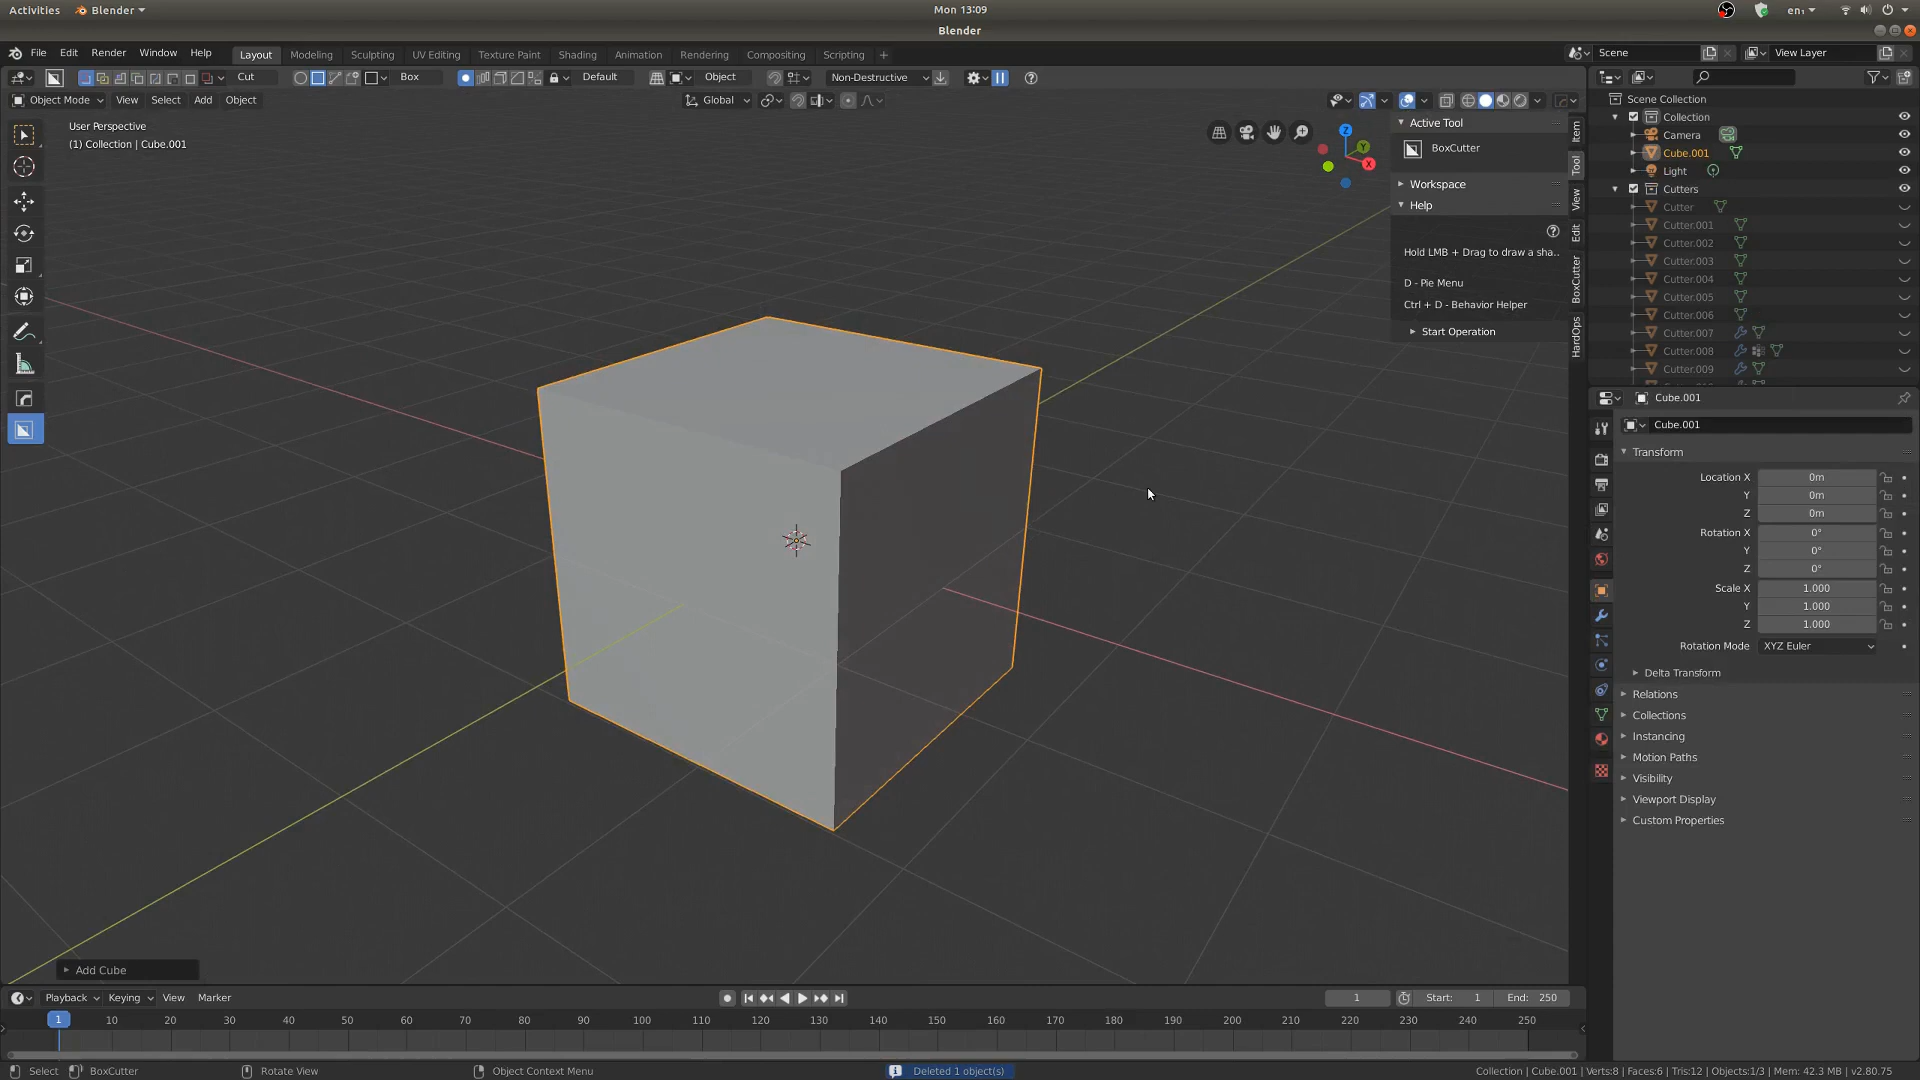 Activities Blender Mon 13:09 en₁
Blender
File Edit Render Window Help Layout Modeling Sculpting UV Editing Texture Paint Shading Animation Rendering Compositing Scripting + Scene View Layer
Cut Box Default Object Non-Destructive
Object Mode View Select Add Object Global
User Perspective
(1) Collection | Cube.001
Z
Y
X
Active Tool
BoxCutter
Workspace
Help
Hold LMB + Drag to draw a sha..
D - Pie Menu
Ctrl + D - Behavior Helper
Start Operation
Item
Tool
View
Edit
BoxCutter
HardOps
Scene Collection
Collection
Camera
Cube.001
Light
Cutters
Cutter
Cutter.001
Cutter.002
Cutter.003
Cutter.004
Cutter.005
Cutter.006
Cutter.007
Cutter.008
Cutter.009
Cube.001
Cube.001
Transform
Location X 0m
Y 0m
Z 0m
Rotation X 0°
Y 0°
Z 0°
Scale X 1.000
Y 1.000
Z 1.000
Rotation Mode XYZ Euler
Delta Transform
Relations
Collections
Instancing
Motion Paths
Visibility
Viewport Display
Custom Properties
Add Cube
Playback Keying View Marker 1 Start: 1 End: 250
1 10 20 30 40 50 60 70 80 90 100 110 120 130 140 150 160 170 180 190 200 210 220 230 240 250
Select BoxCutter Rotate View Object Context Menu Deleted 1 object(s) Collection | Cube.001 | Verts:8 | Faces:6 | Tris:12 | Objects:1/3 | Mem: 42.3 MB | v2.80.75